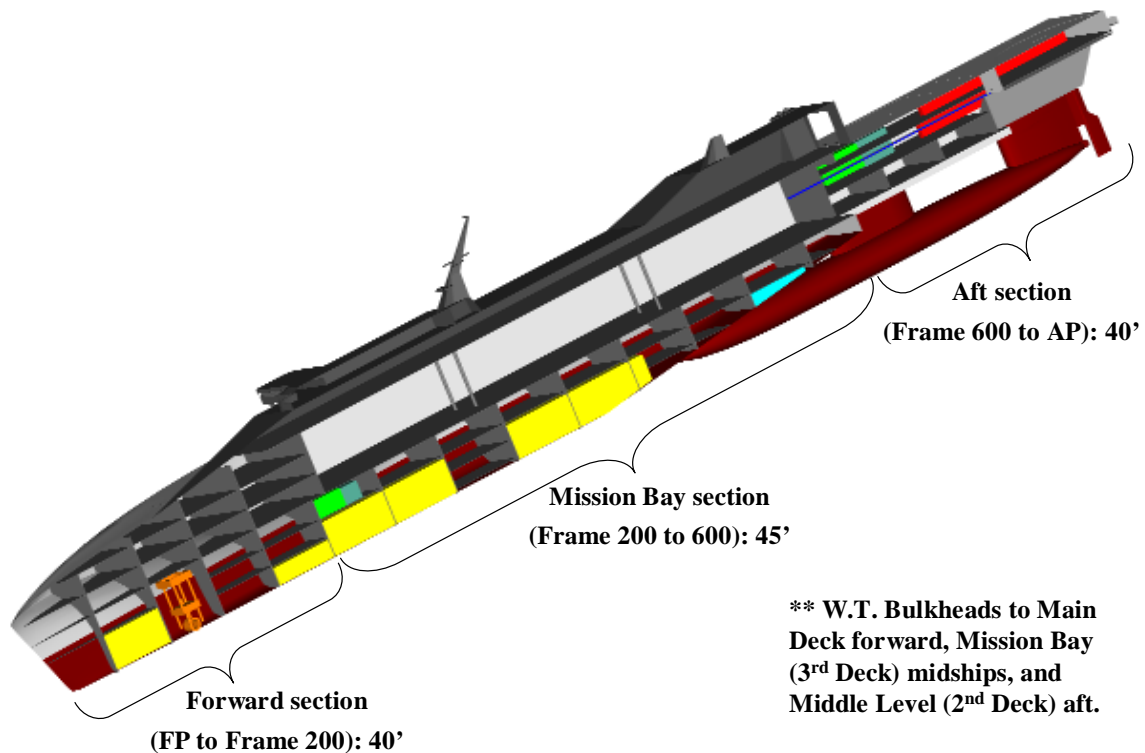 Aft section
(Frame 600 to AP): 40’
Mission Bay section
(Frame 200 to 600): 45’
** W.T. Bulkheads to Main
Deck forward, Mission Bay
(3rd Deck) midships, and
Middle Level (2nd Deck) aft.
Forward section
(FP to Frame 200): 40’